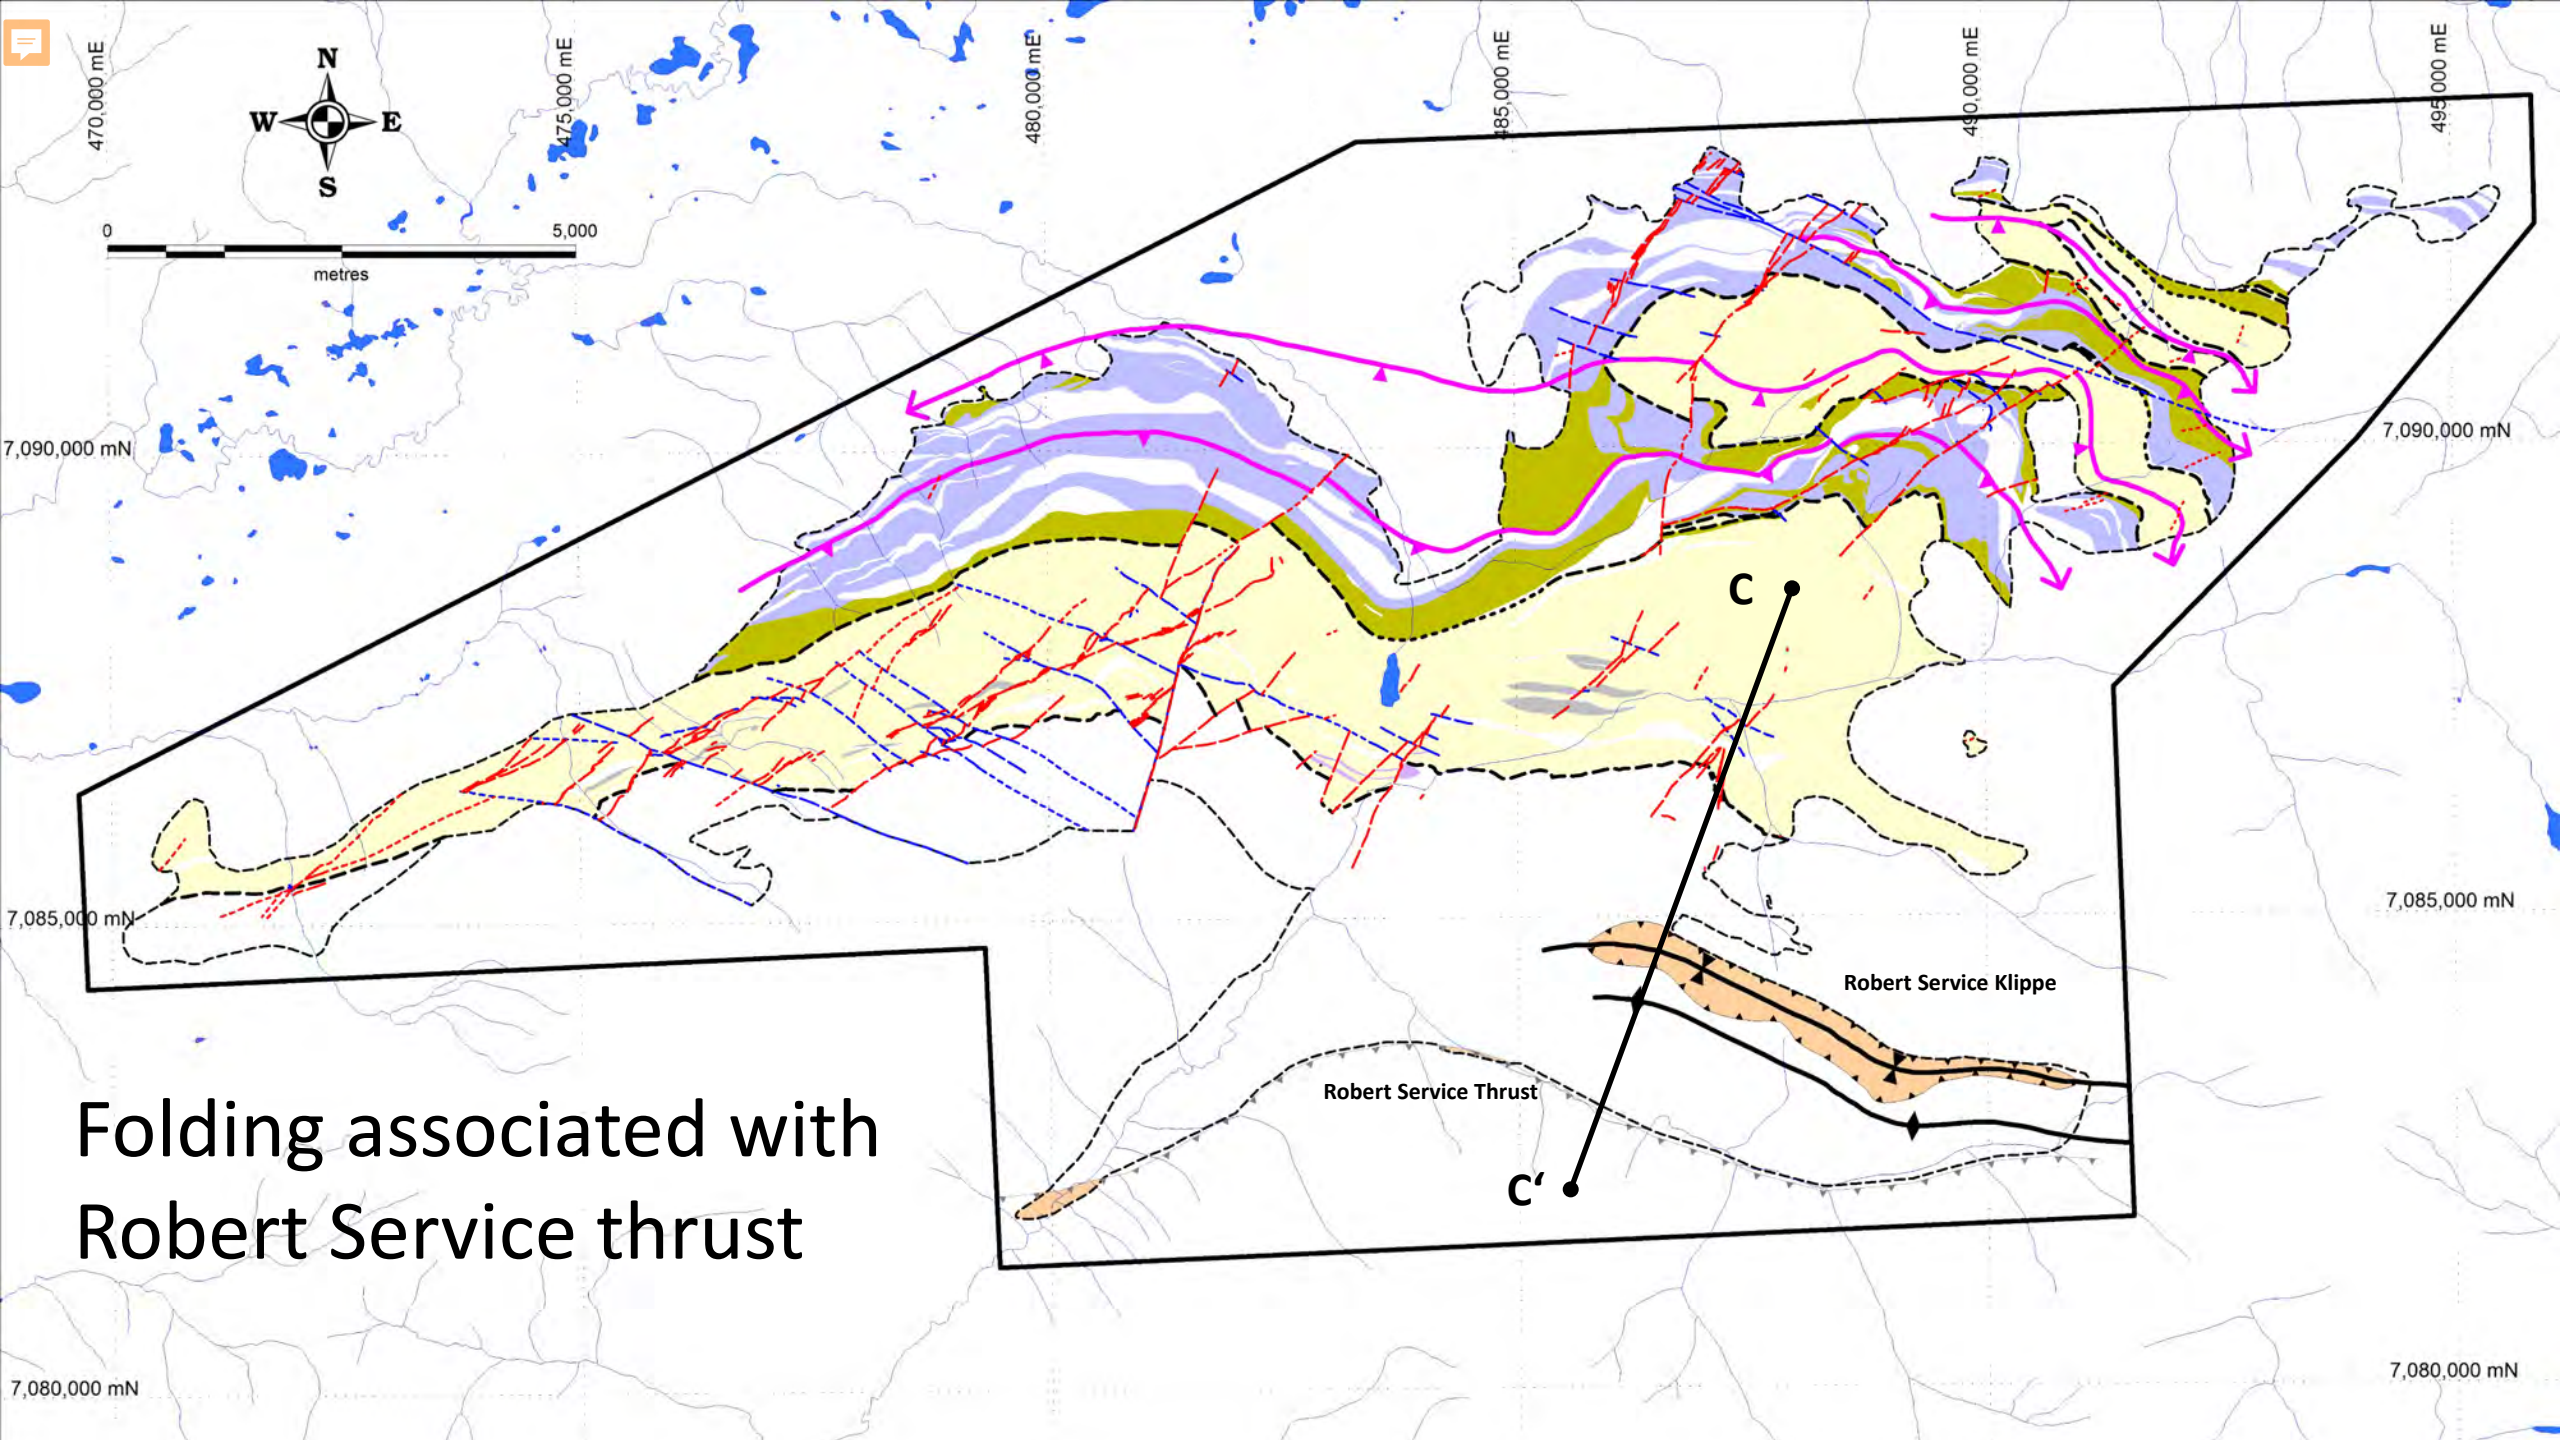 470,000 mE
475,000 mE
480,000 mE
485,000 mE
490,000 mE
495,000 mE
N
W E
S
0 5,000
metres
7,090,000 mN
7,090,000 mN
C
7,085,000 mN
7,085,000 mN
Robert Service Klippe
Robert Service Thrust
C‘
Folding associated with
Robert Service thrust
7,080,000 mN
7,080,000 mN